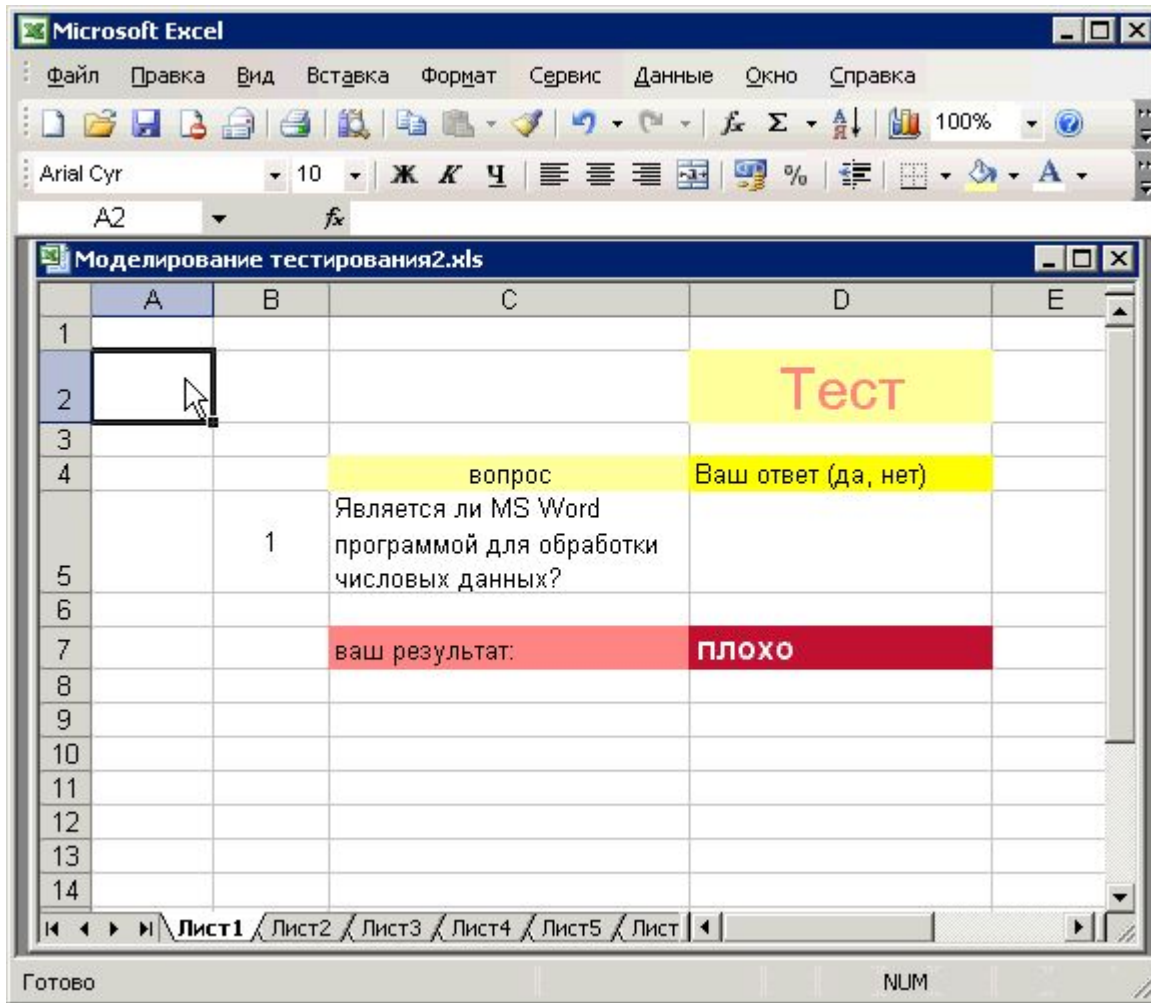 Microsoft Excel
Файл Правка Вид Вставка Формат Сервис Данные Окно Справка
100%
Arial Cyr 10 Ж К Ч %
A2 fx
Моделирование тестирования2.xls
A B C D E
1
2 Тест
3
4 вопрос Ваш ответ (да, нет)
Является ли MS Word
1 программой для обработки
5 числовых данных?
6
7 ваш результат: плохо
8
9
10
11
12
13
14
Лист1 Лист2 Лист3 Лист4 Лист5 Лист
Готово NUM